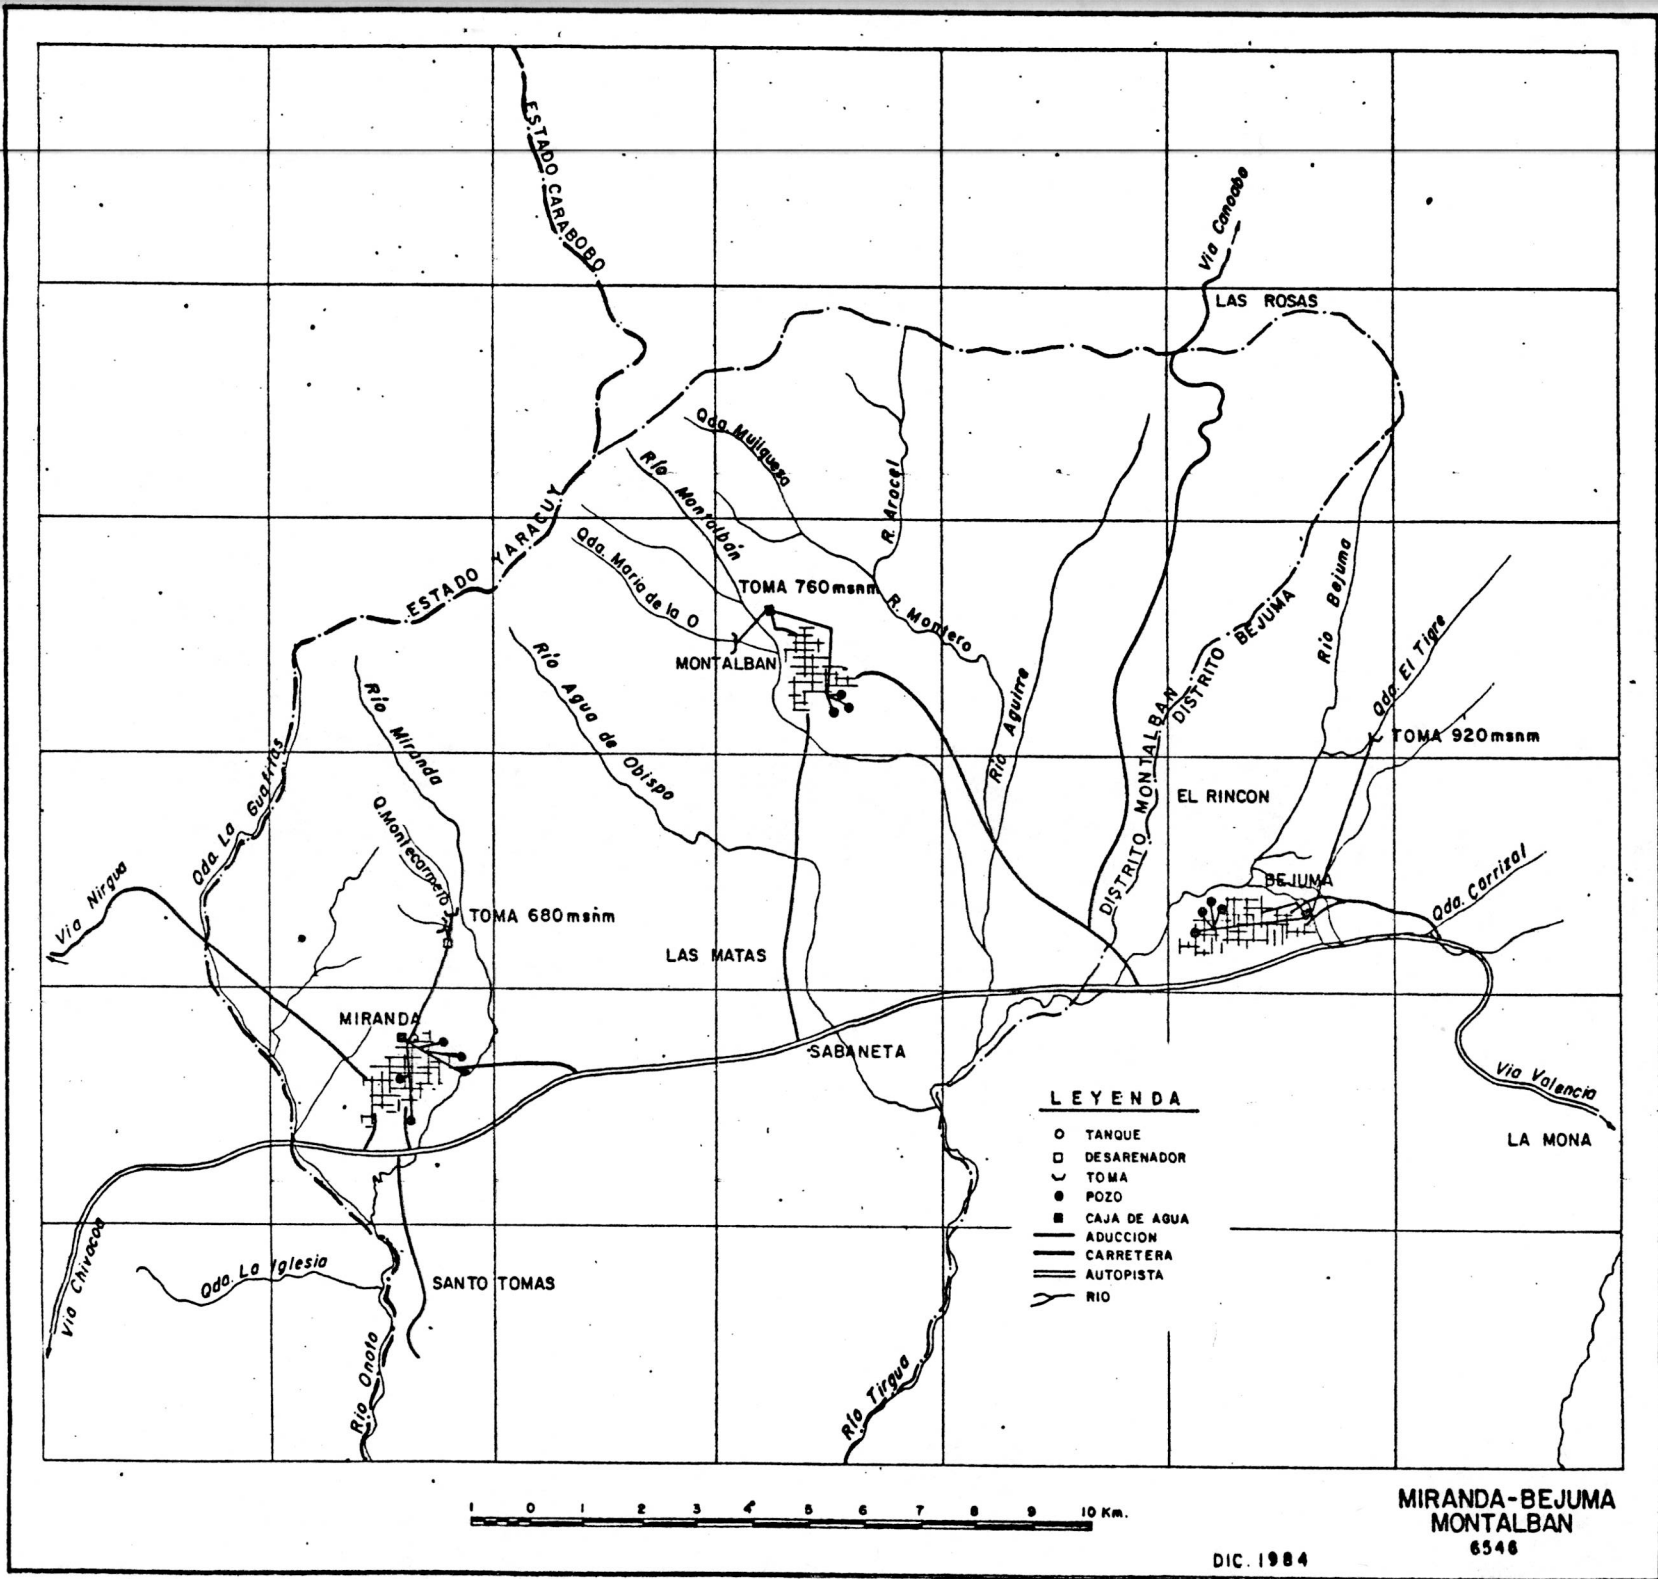 ESTADO CARABOBO
Via Canoabo
LAS ROSAS
Qda. Mujiquesa
Río Montalbán
R. Aracel
ESTADO YARACUY
Qda. Maria de la O
TOMA 760 msnm
R. Montero
MONTALBAN
Río Agua de Obispo
Río Miranda
Río Aguirre
DISTRITO MONTALBAN
DISTRITO BEJUMA
Rio Bejuma
Qda. El Tigre
TOMA 920 msnm
EL RINCON
Qda. La Guafitas
Q. Montecarmelo
Via Nirgua
TOMA 680 msnm
LAS MATAS
BEJUMA
Qda. Carrizal
MIRANDA
SABANETA
Via Valencia
LA MONA
Via Chivacoa
Qda. La Iglesia
SANTO TOMAS
Rio Onoto
Río Tirgua
LEYENDA
TANQUE
DESARENADOR
TOMA
POZO
CAJA DE AGUA
ADUCCION
CARRETERA
AUTOPISTA
RIO
1 0 1 2 3 4 5 6 7 8 9 10 Km.
MIRANDA-BEJUMA
MONTALBAN
6546
DIC. 1984